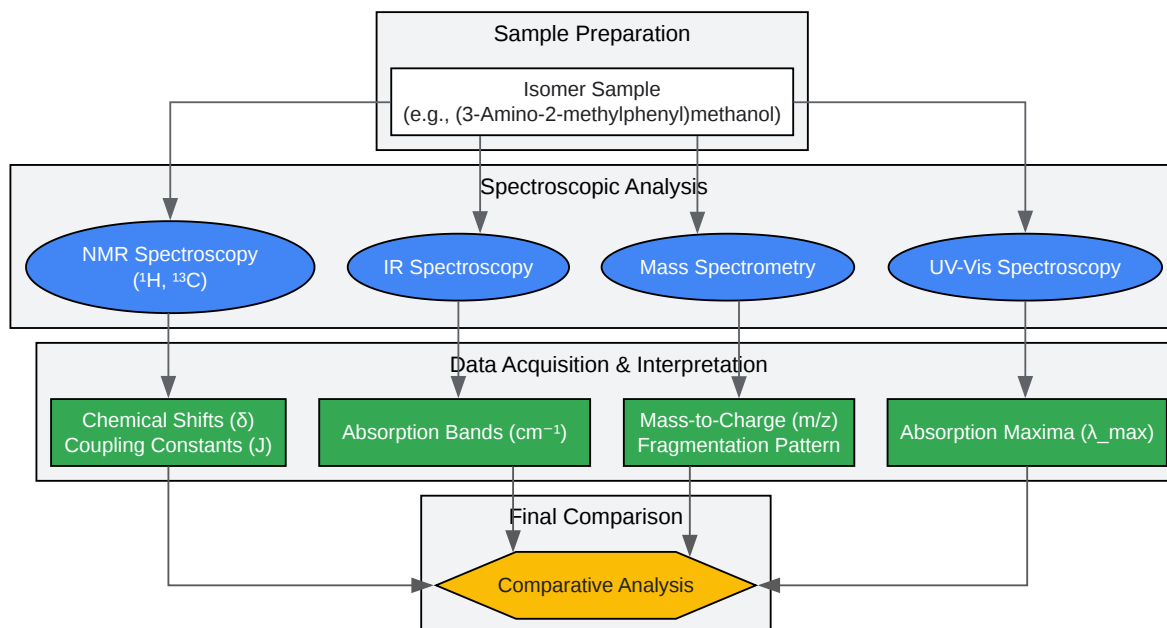 Sample Preparation
Isomer Sample
(e.g., (3-Amino-2-methylphenyl)methanol)
Spectroscopic Analysis
NMR Spectroscopy
(¹H, ¹³C)
IR Spectroscopy
Mass Spectrometry
UV-Vis Spectroscopy
Data Acquisition & Interpretation
Chemical Shifts (δ)
Coupling Constants (J)
Absorption Bands (cm⁻¹)
Mass-to-Charge (m/z)
Fragmentation Pattern
Absorption Maxima (λ_max)
Final Comparison
Comparative Analysis